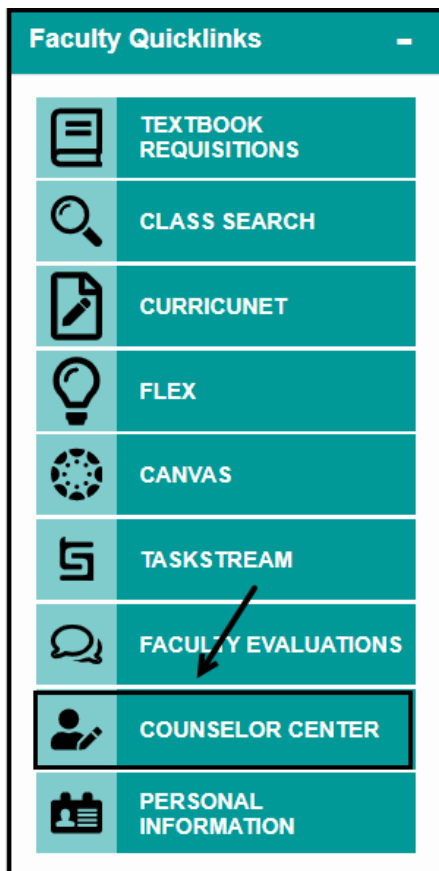 Faculty Quicklinks
TEXTBOOK
REQUISITIONS
CLASS SEARCH
CURRICUNET
FLEX
CANVAS
TASKSTREAM
FACULTY EVALUATIONS
COUNSELOR CENTER
PERSONAL
INFORMATION